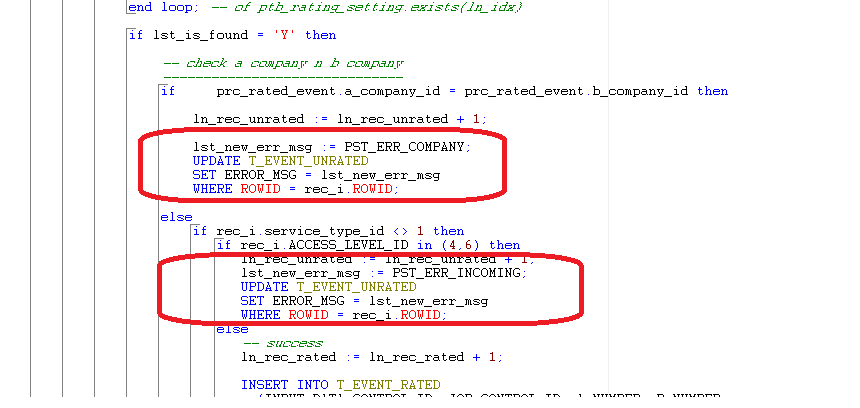 end loop; -- of ptb_rating_setting.exists(ln_idx)
if lst_is_found = 'Y' then
-- check a company n b company
------------------------------
if prc_rated_event.a_company_id = prc_rated_event.b_company_id then
ln_rec_unrated := ln_rec_unrated + 1;
lst_new_err_msg := PST_ERR_COMPANY;
UPDATE T_EVENT_UNRATED
SET ERROR_MSG = lst_new_err_msg
WHERE ROWID = rec_i.ROWID;
else
if rec_i.service_type_id <> 1 then
if rec_i.ACCESS_LEVEL_ID in (4,6) then
ln_rec_unrated := ln_rec_unrated + 1;
lst_new_err_msg := PST_ERR_INCOMING;
UPDATE T_EVENT_UNRATED
SET ERROR_MSG = lst_new_err_msg
WHERE ROWID = rec_i.ROWID;
else
-- success
ln_rec_rated := ln_rec_rated + 1;
INSERT INTO T_EVENT_RATED